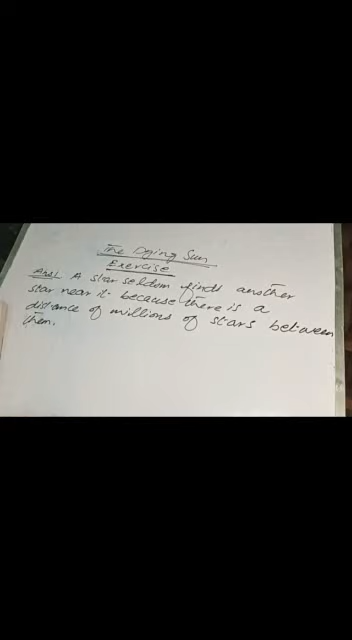 The Dying Sun
Exercise
Ans1 A star seldom finds another
star near it because there is a
distance of millions of stars between
them.